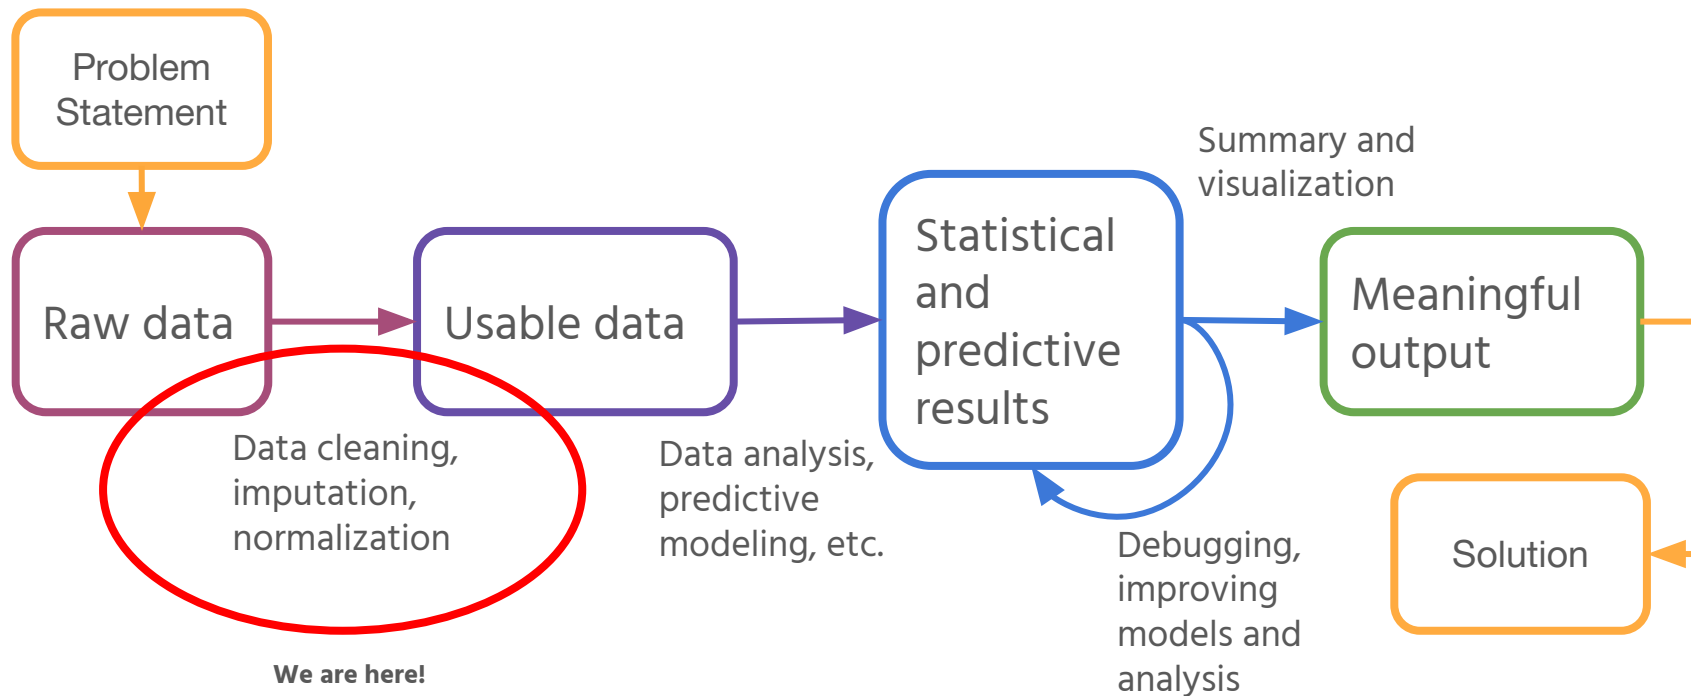 Problem
Statement
Raw data
Usable data
Statistical
and
predictive
results
Summary and
visualization
Meaningful
output
Data cleaning,
imputation,
normalization
Data analysis,
predictive
modeling, etc.
Debugging,
improving
models and
analysis
Solution
We are here!